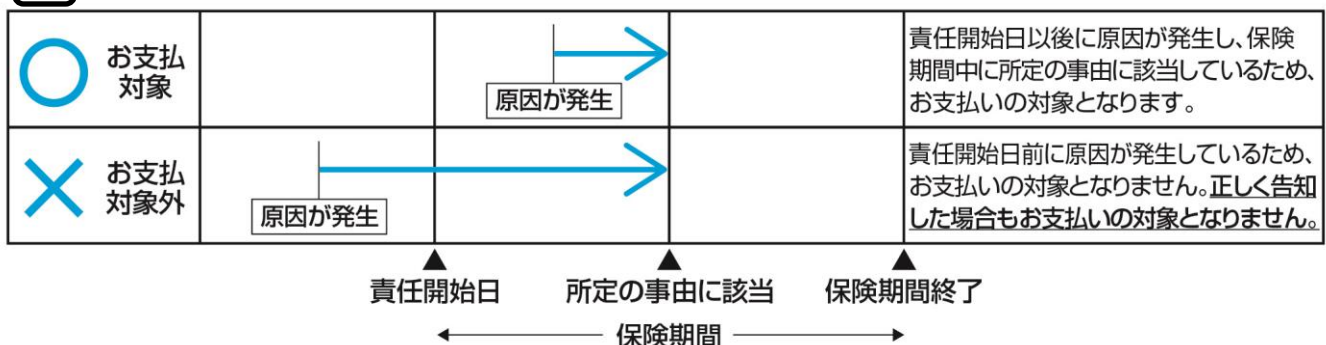 お支払
対象
原因が発生
責任開始日以後に原因が発生し、保険
期間中に所定の事由に該当しているため、
お支払いの対象となります。
お支払
対象外
原因が発生
責任開始日前に原因が発生しているため、
お支払いの対象となりません。正しく告知
した場合もお支払いの対象となりません。
責任開始日
所定の事由に該当
保険期間終了
保険期間